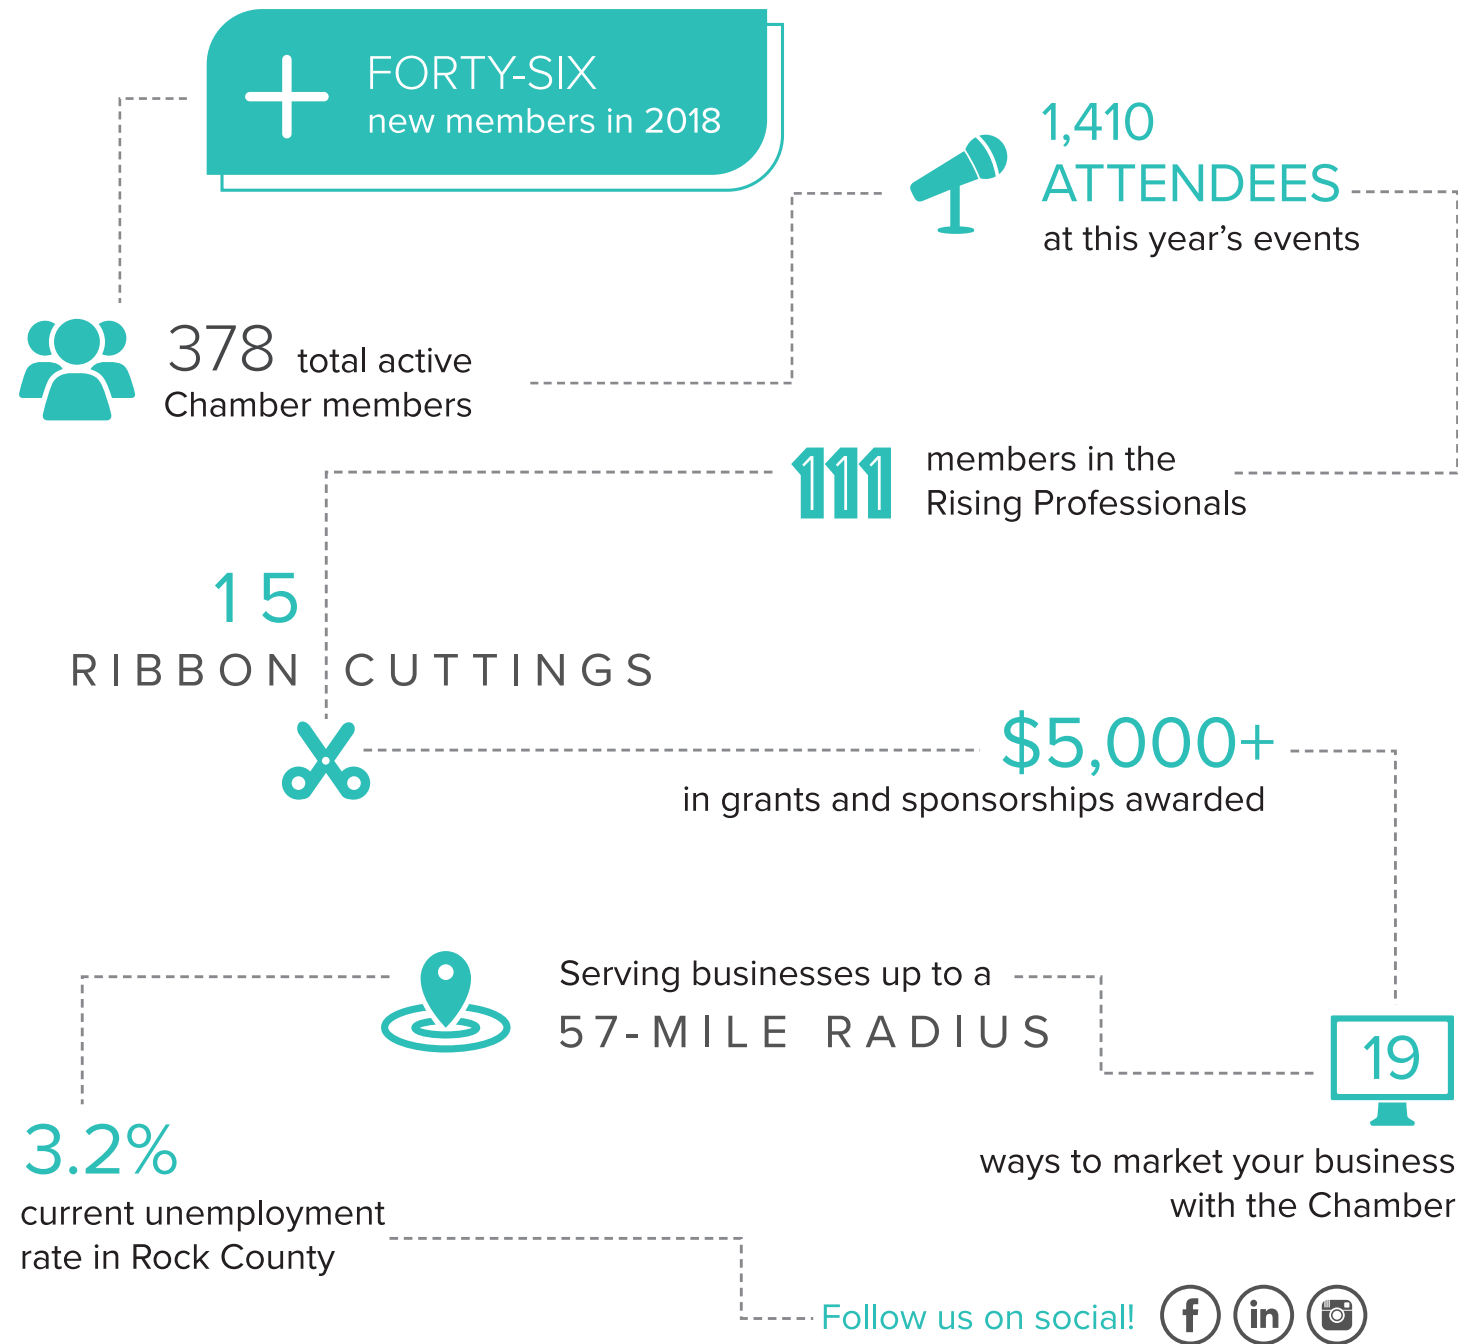 FORTY-SIX
new members in 2018
1,410
ATTENDEES
at this year's events
378 total active
Chamber members
111
members in the
Rising Professionals
15
RIBBON CUTTINGS
$5,000+
in grants and sponsorships awarded
Serving businesses up to a
57-MILE RADIUS
19
ways to market your business
with the Chamber
3.2%
current unemployment
rate in Rock County
Follow us on social!
f
in